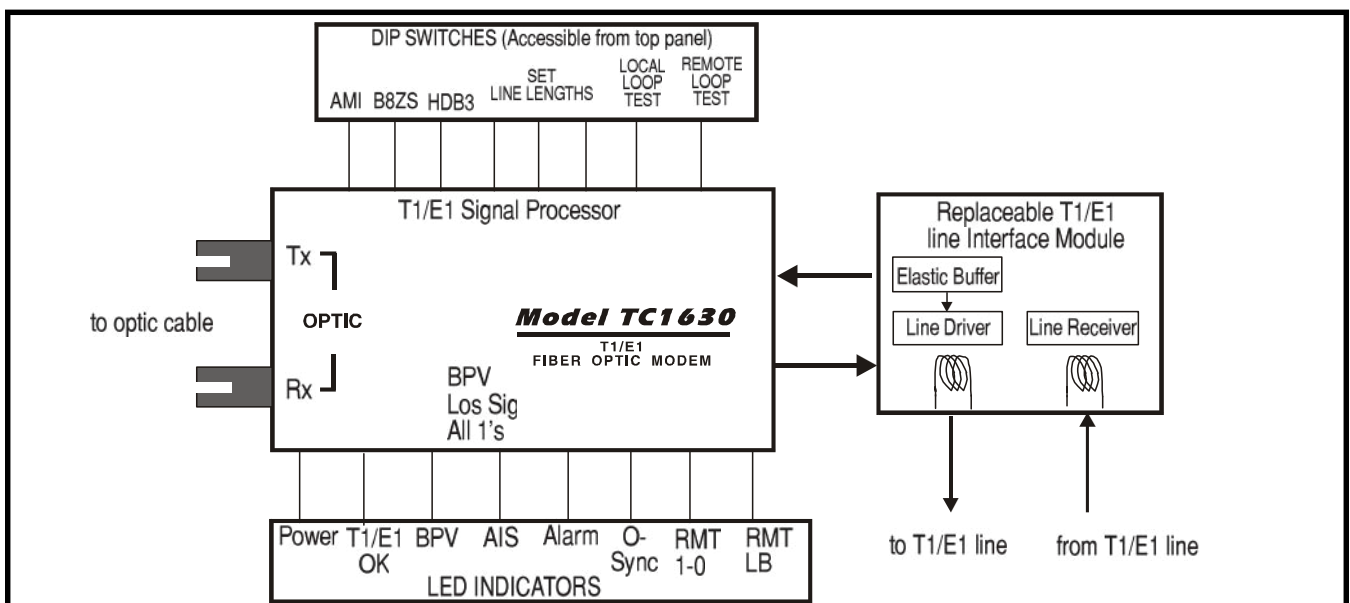 DIP SWITCHES (Accessible from top panel)
AMI B8ZS HDB3
SET
LINE LENGTHS
LOCAL
LOOP
TEST
REMOTE
LOOP
TEST
T1/E1 Signal Processor
Tx
OPTIC
Rx
to optic cable
Model TC1630
T1/E1
FIBER OPTIC MODEM
BPV
Los Sig
All 1's
Replaceable T1/E1
line Interface Module
Elastic Buffer
Line Driver
Line Receiver
to T1/E1 line
from T1/E1 line
Power
T1/E1
OK
BPV
AIS
Alarm
O-
Sync
RMT
1-0
RMT
LB
LED INDICATORS